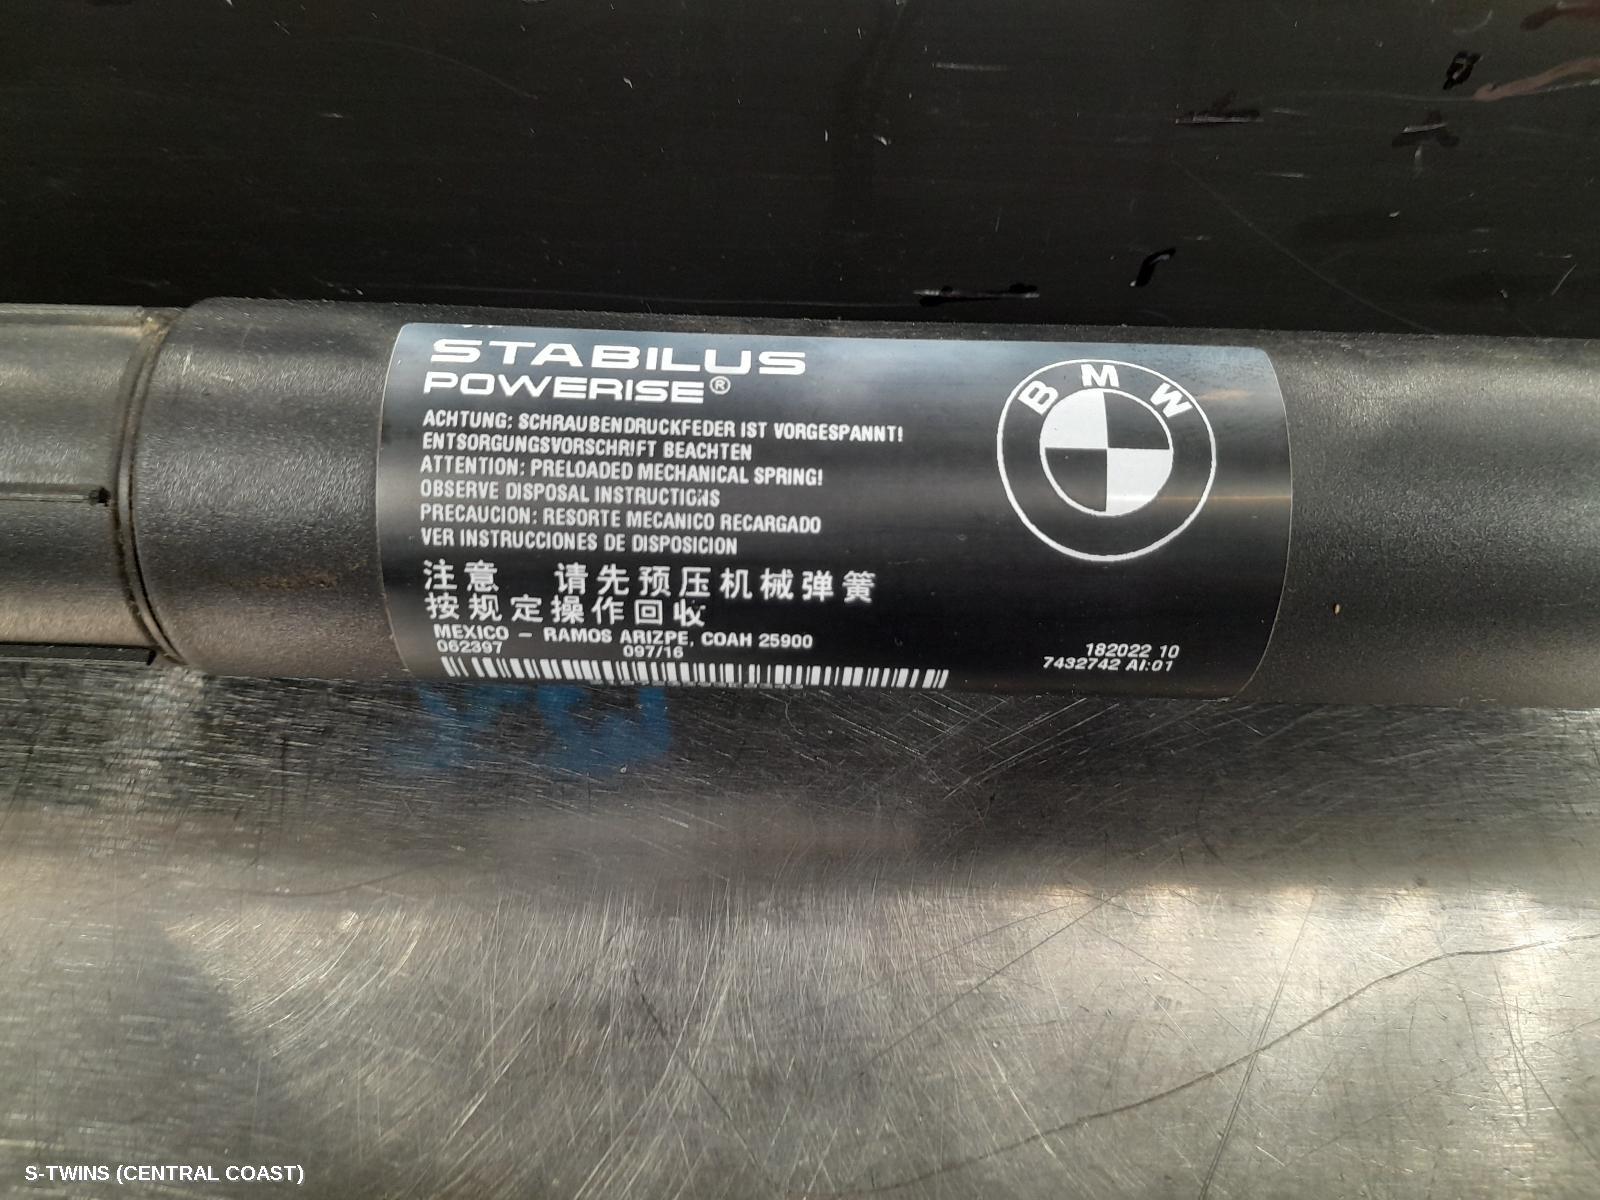 STABILUS
POWERISE®
ACHTUNG: SCHRAUBENDRUCKFEDER IST VORGESPANNT!
ENTSORGUNGSVORSCHRIFT BEACHTEN
ATTENTION: PRELOADED MECHANICAL SPRING!
OBSERVE DISPOSAL INSTRUCTIONS
PRECAUCION: RESORTE MECANICO RECARGADO
VER INSTRUCCIONES DE DISPOSICION
注意 请先预压机械弹簧
按规定操作回收
MEXICO - RAMOS ARIZPE, COAH 25900
062397 097/16
BMW
182022 10
7432742 AI:01
S-TWINS (CENTRAL COAST)